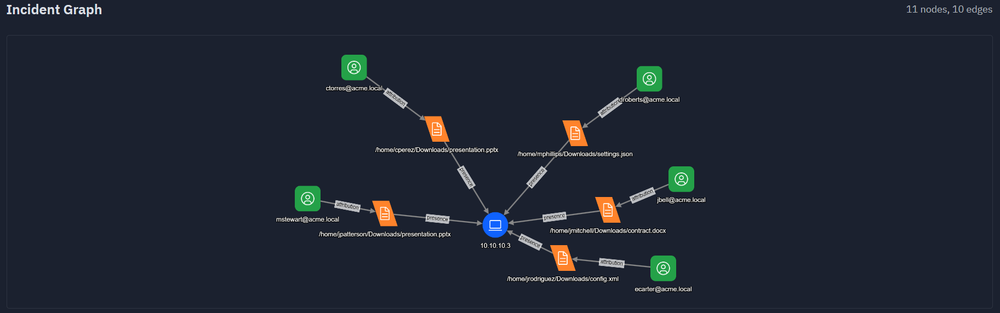 Incident Graph
11 nodes, 10 edges
ctorres@acme.local
attribution
droberts@acme.local
attribution
/home/cperez/Downloads/presentation.pptx
/home/mphillips/Downloads/settings.json
presence
presence
jbell@acme.local
attribution
mstewart@acme.local
attribution
/home/jpatterson/Downloads/presentation.pptx
presence
presence
/home/jmitchell/Downloads/contract.docx
10.10.10.3
presence
/home/jrodriguez/Downloads/config.xml
attribution
ecarter@acme.local